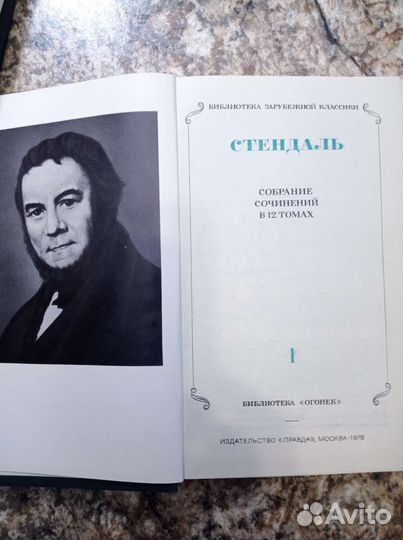 БИБЛИОТЕКА ЗАРУБЕЖНОЙ КЛАССИКИ
СТЕНДАЛЬ
СОБРАНИЕ
СОЧИНЕНИЙ
В 12 ТОМАХ
1
БИБЛИОТЕКА «ОГОНЕК»
ИЗДАТЕЛЬСТВО «ПРАВДА», МОСКВА–1978
Avito